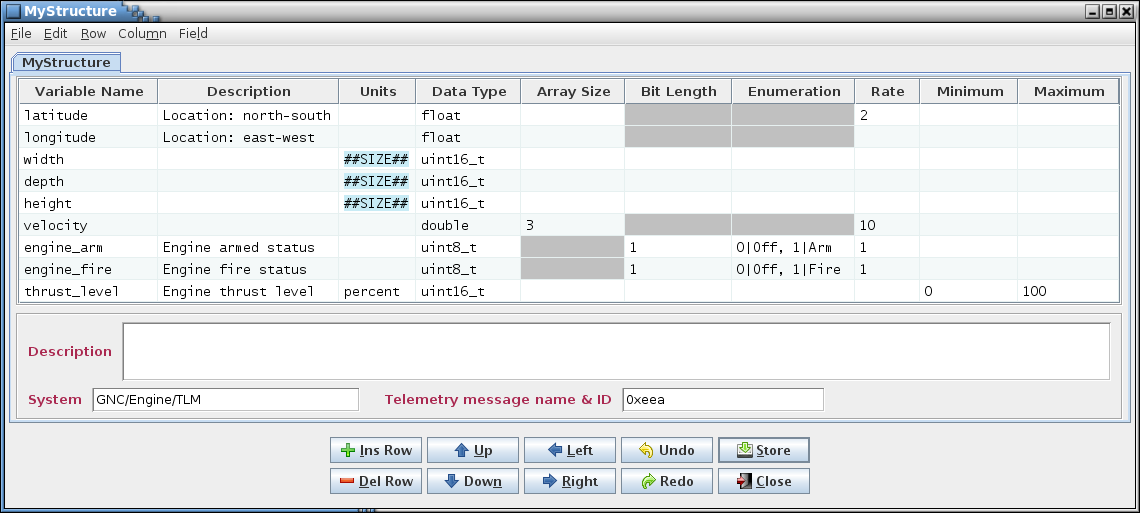 MyStructure
File Edit Row Column Field
MyStructure
Variable Name Description Units Data Type Array Size Bit Length Enumeration Rate Minimum Maximum
latitude Location: north-south float 2
longitude Location: east-west float
width ##SIZE## uint16_t
depth ##SIZE## uint16_t
height ##SIZE## uint16_t
velocity double 3 10
engine_arm Engine armed status uint8_t 1 0|Off, 1|Arm 1
engine_fire Engine fire status uint8_t 1 0|Off, 1|Fire 1
thrust_level Engine thrust level percent uint16_t 0 100
Description
System GNC/Engine/TLM Telemetry message name & ID 0xeea
Ins Row Up Left Undo Store
Del Row Down Right Redo Close